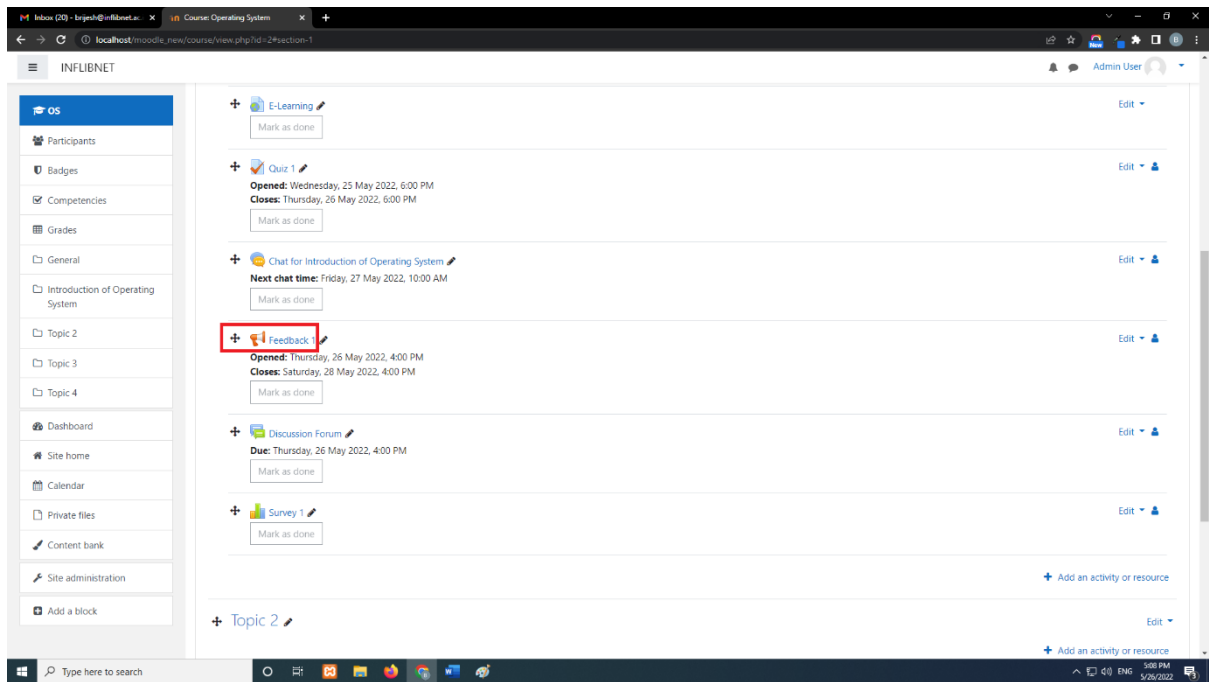 Inbox (20) - brijesh@inflibnet.ac.
Course: Operating System
localhost/moodle_new/course/view.php?id=2#section-1
New
B
INFLIBNET
Admin User
OS
Participants
Badges
Competencies
Grades
General
Introduction of Operating
System
Topic 2
Topic 3
Topic 4
Dashboard
Site home
Calendar
Private files
Content bank
Site administration
Add a block
E-Learning
Edit
Mark as done
Quiz 1
Edit
Opened: Wednesday, 25 May 2022, 6:00 PM
Closes: Thursday, 26 May 2022, 6:00 PM
Mark as done
Chat for Introduction of Operating System
Edit
Next chat time: Friday, 27 May 2022, 10:00 AM
Mark as done
Feedback 1
Edit
Opened: Thursday, 26 May 2022, 4:00 PM
Closes: Saturday, 28 May 2022, 4:00 PM
Mark as done
Discussion Forum
Edit
Due: Thursday, 26 May 2022, 4:00 PM
Mark as done
Survey 1
Edit
Mark as done
+ Add an activity or resource
Topic 2
Edit
+ Add an activity or resource
Type here to search
ENG
5:08 PM
5/26/2022